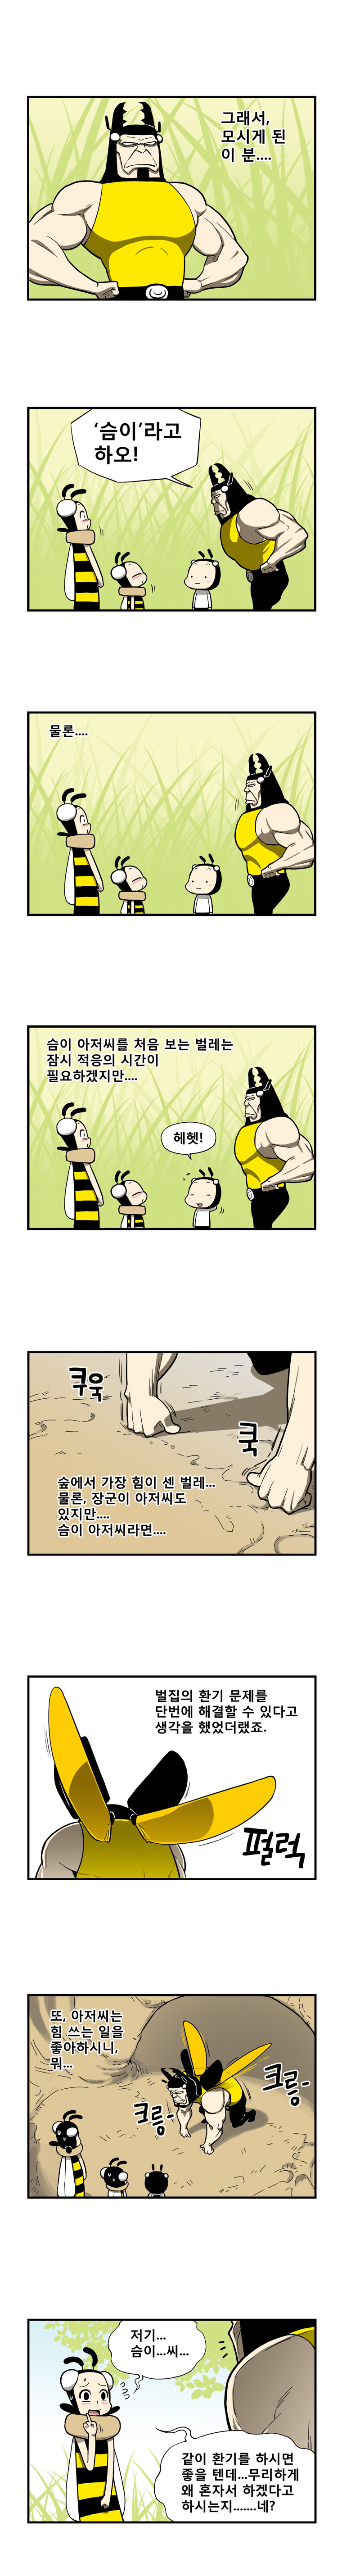 그래서,
모시게 된
이 분....
'슴이'라고
하오!
물론....
슴이 아저씨를 처음 보는 벌레는
잠시 적응의 시간이
필요하겠지만....
헤헷!
쿠욱
쿡
숲에서 가장 힘이 센 벌레...
물론, 장군이 아저씨도
있지만....
슴이 아저씨라면....
벌집의 환기 문제를
단번에 해결할 수 있다고
생각을 했었더랬죠.
펄럭
또, 아저씨는
힘 쓰는 일을
좋아하시니,
뭐...
크릉-
크릉-
저기...
슴이...씨...
같이 환기를 하시면
좋을 텐데...무리하게
왜 혼자서 하겠다고
하시는지.......네?